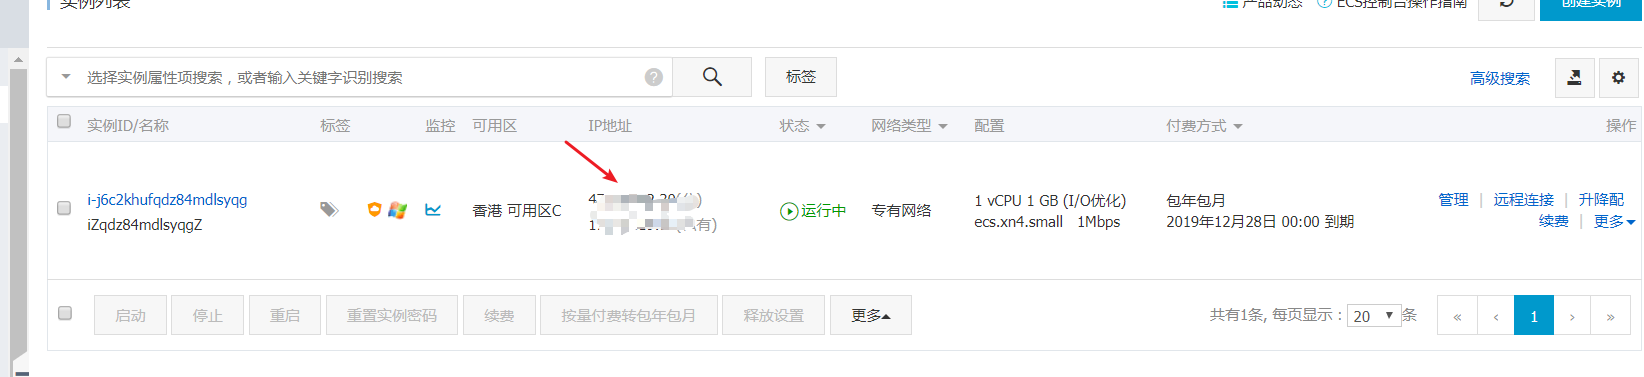 实例列表
产品动态 ECS控制台操作指南 创建实例
选择实例属性项搜索，或者输入关键字识别搜索 ? 标签 高级搜索
实例ID/名称 标签 监控 可用区 IP地址 状态 网络类型 配置 付费方式 操作
i-j6c2khufqdz84mdlsyqg
iZqdz84mdlsyqgZ
香港 可用区C
有)
运行中
专有网络
1 vCPU 1 GB (I/O优化)
ecs.xn4.small 1Mbps
包年包月
2019年12月28日 00:00 到期
管理 | 远程连接 | 升降配
续费 | 更多
启动 停止 重启 重置实例密码 续费 按量付费转包年包月 释放设置 更多 共有1条, 每页显示：20 条 « ‹ 1 › »